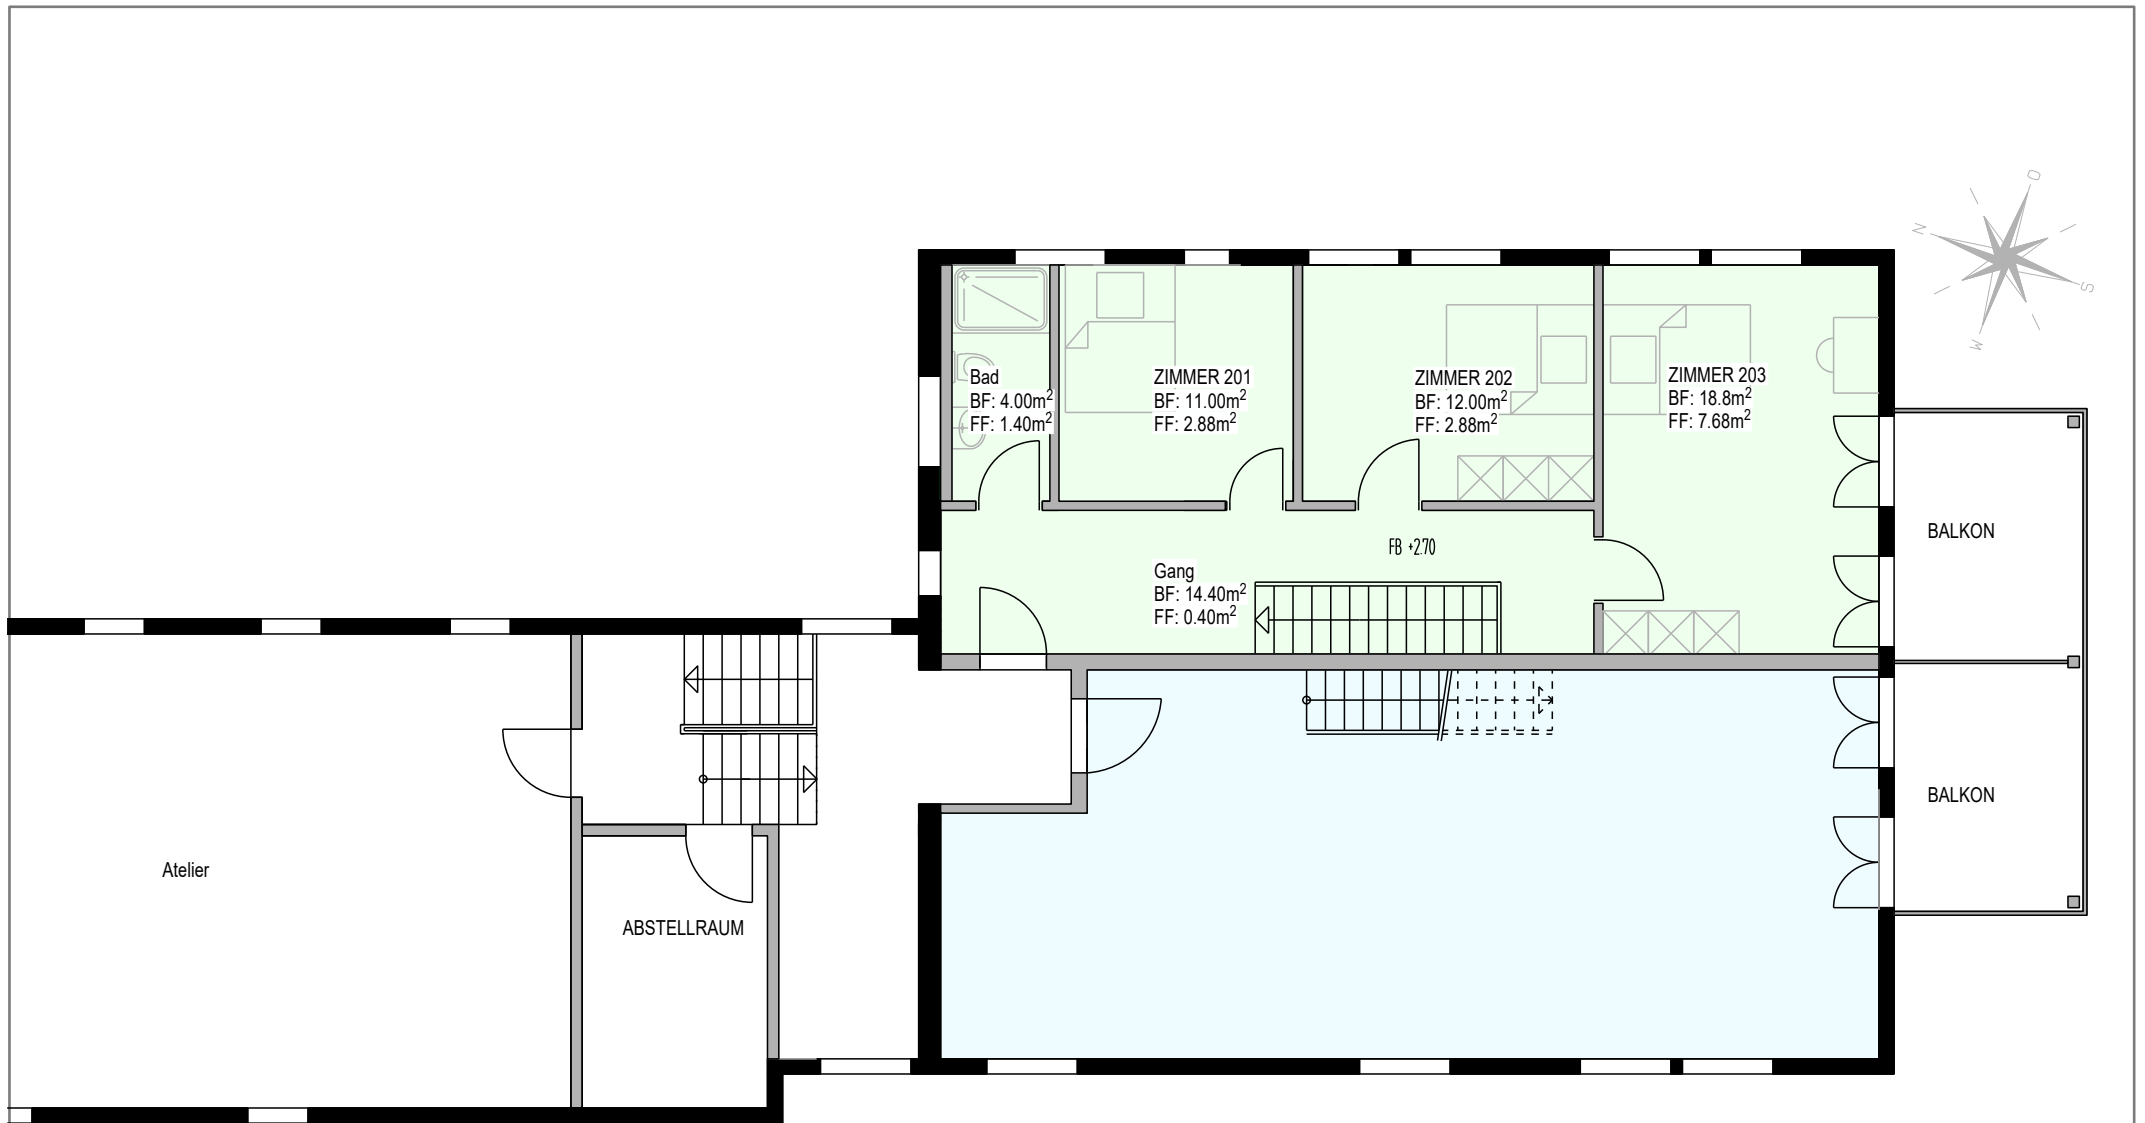 O
N
S
W
Bad
BF: 4.00m²
FF: 1.40m²
ZIMMER 201
BF: 11.00m²
FF: 2.88m²
ZIMMER 202
BF: 12.00m²
FF: 2.88m²
ZIMMER 203
BF: 18.8m²
FF: 7.68m²
BALKON
FB +2.70
Gang
BF: 14.40m²
FF: 0.40m²
BALKON
Atelier
ABSTELLRAUM